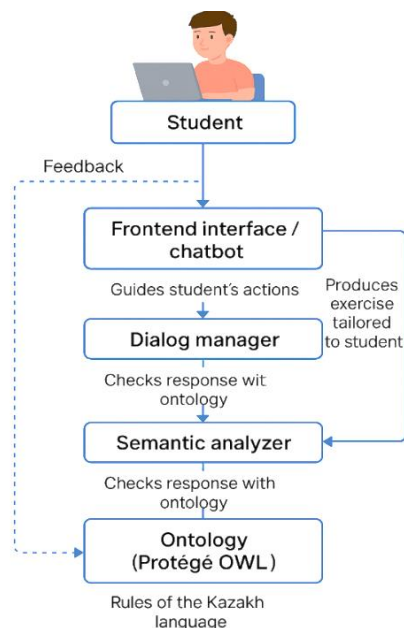 Student
Feedback
Frontend interface /
chatbot
Guides student's actions
Produces
exercise
tailored
to student
Dialog manager
Checks response wit
ontology
Semantic analyzer
Checks response with
ontology
Ontology
(Protégé OWL)
Rules of the Kazakh
language